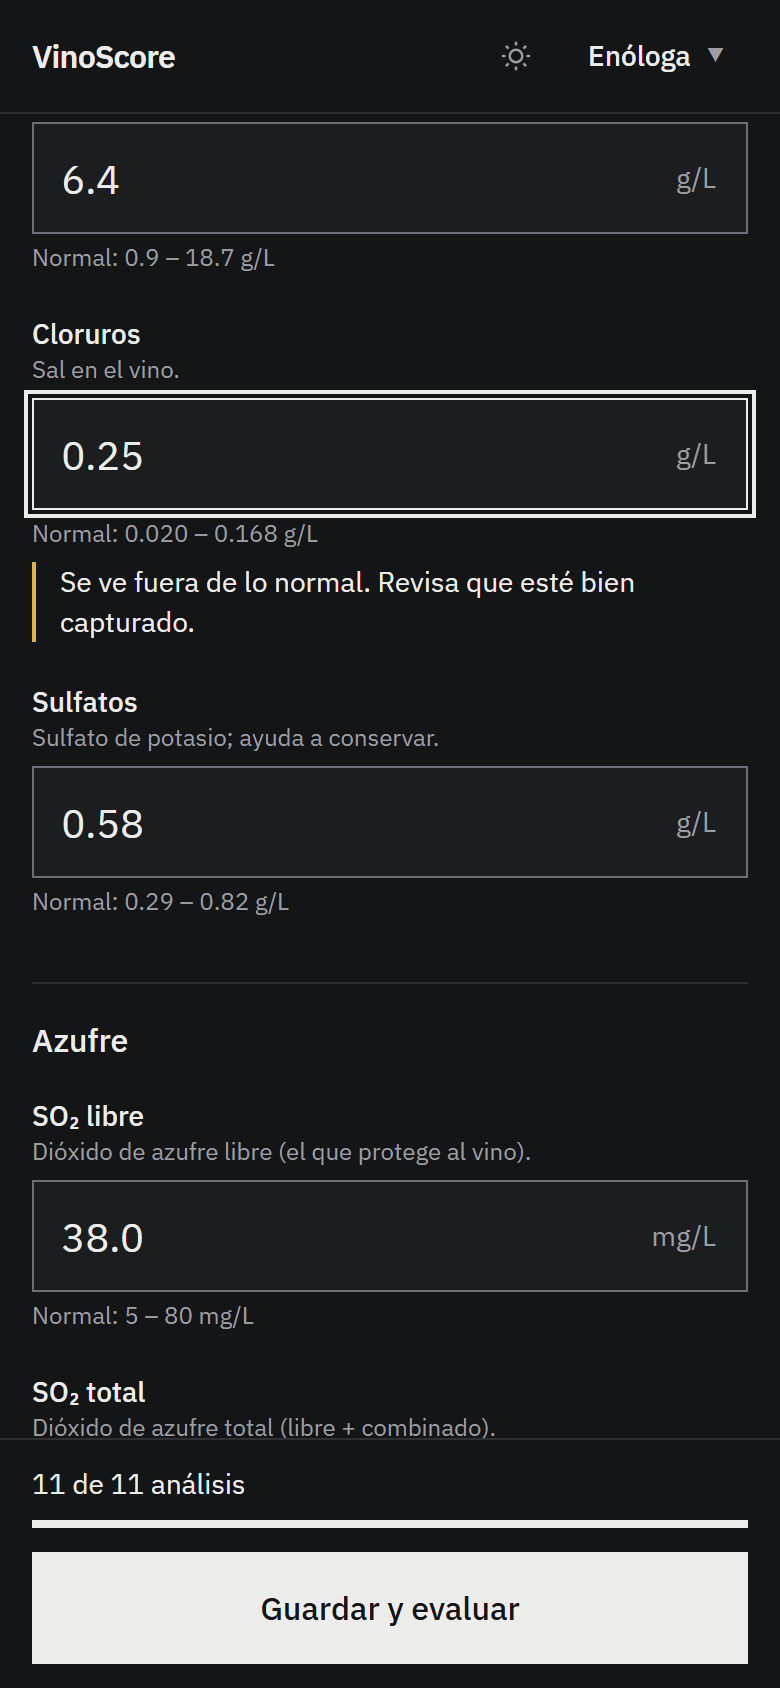 VinoScore
Enóloga ▼
6.4 g/L
Normal: 0.9 – 18.7 g/L
Cloruros
Sal en el vino.
0.25 g/L
Normal: 0.020 – 0.168 g/L
Se ve fuera de lo normal. Revisa que esté bien
capturado.
Sulfatos
Sulfato de potasio; ayuda a conservar.
0.58 g/L
Normal: 0.29 – 0.82 g/L
Azufre
SO₂ libre
Dióxido de azufre libre (el que protege al vino).
38.0 mg/L
Normal: 5 – 80 mg/L
SO₂ total
Dióxido de azufre total (libre + combinado).
11 de 11 análisis
Guardar y evaluar